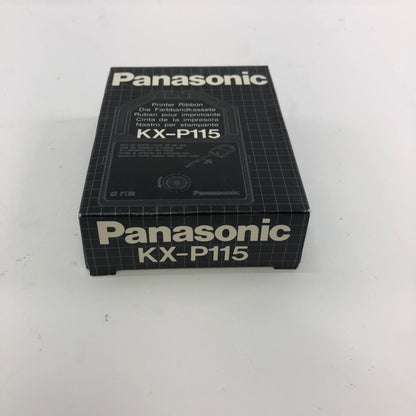 Panasonic
Printer Ribbon
Die Farbbandkassete
Ruban pour imprimante
Cinta de la impresora
Nastro per stampante
KX-P115
Panasonic
Panasonic
KX-P115